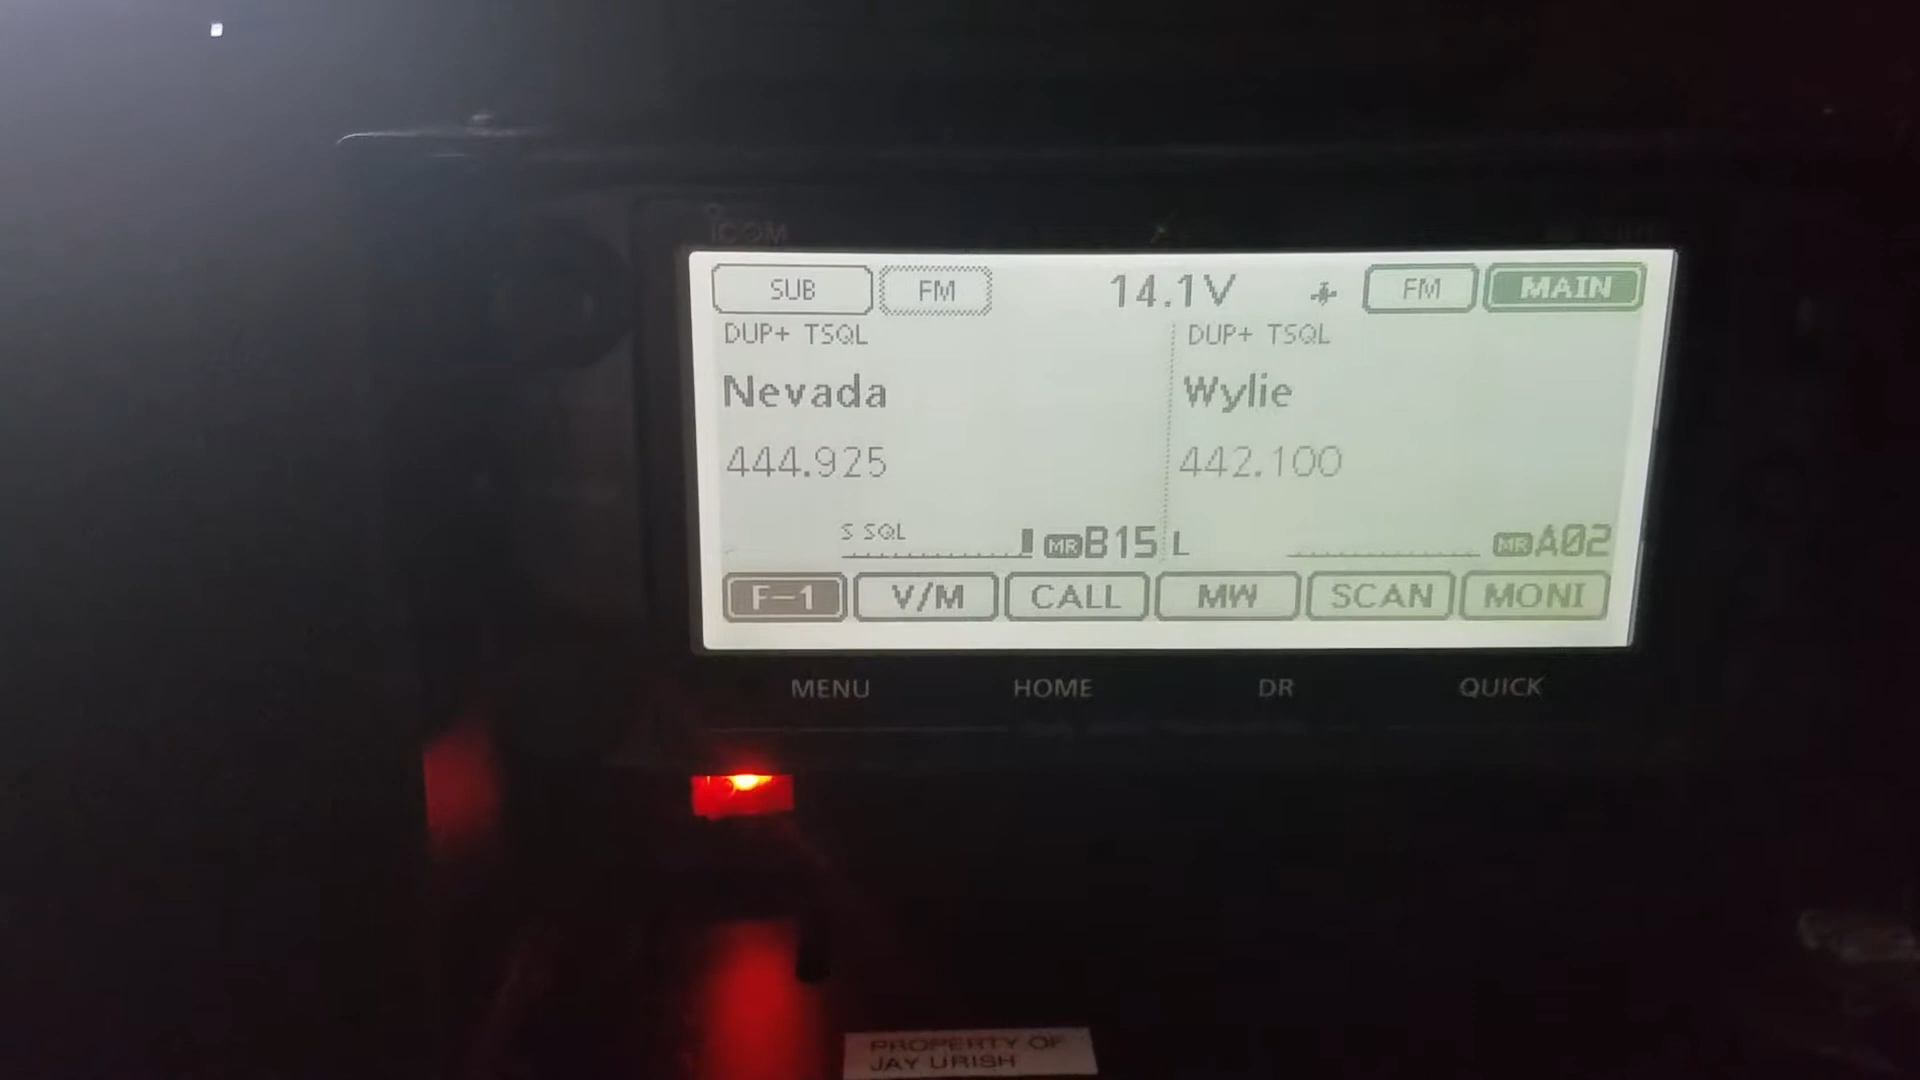 ICOM
SUB FM 14.1V FM MAIN
DUP+ TSQL DUP+ TSQL
Nevada Wylie
444.925 442.100
S SQL MR B15 L MR A02
F-1 V/M CALL MW SCAN MONI
MENU HOME DR QUICK
PROPERTY OF
JAY URISH